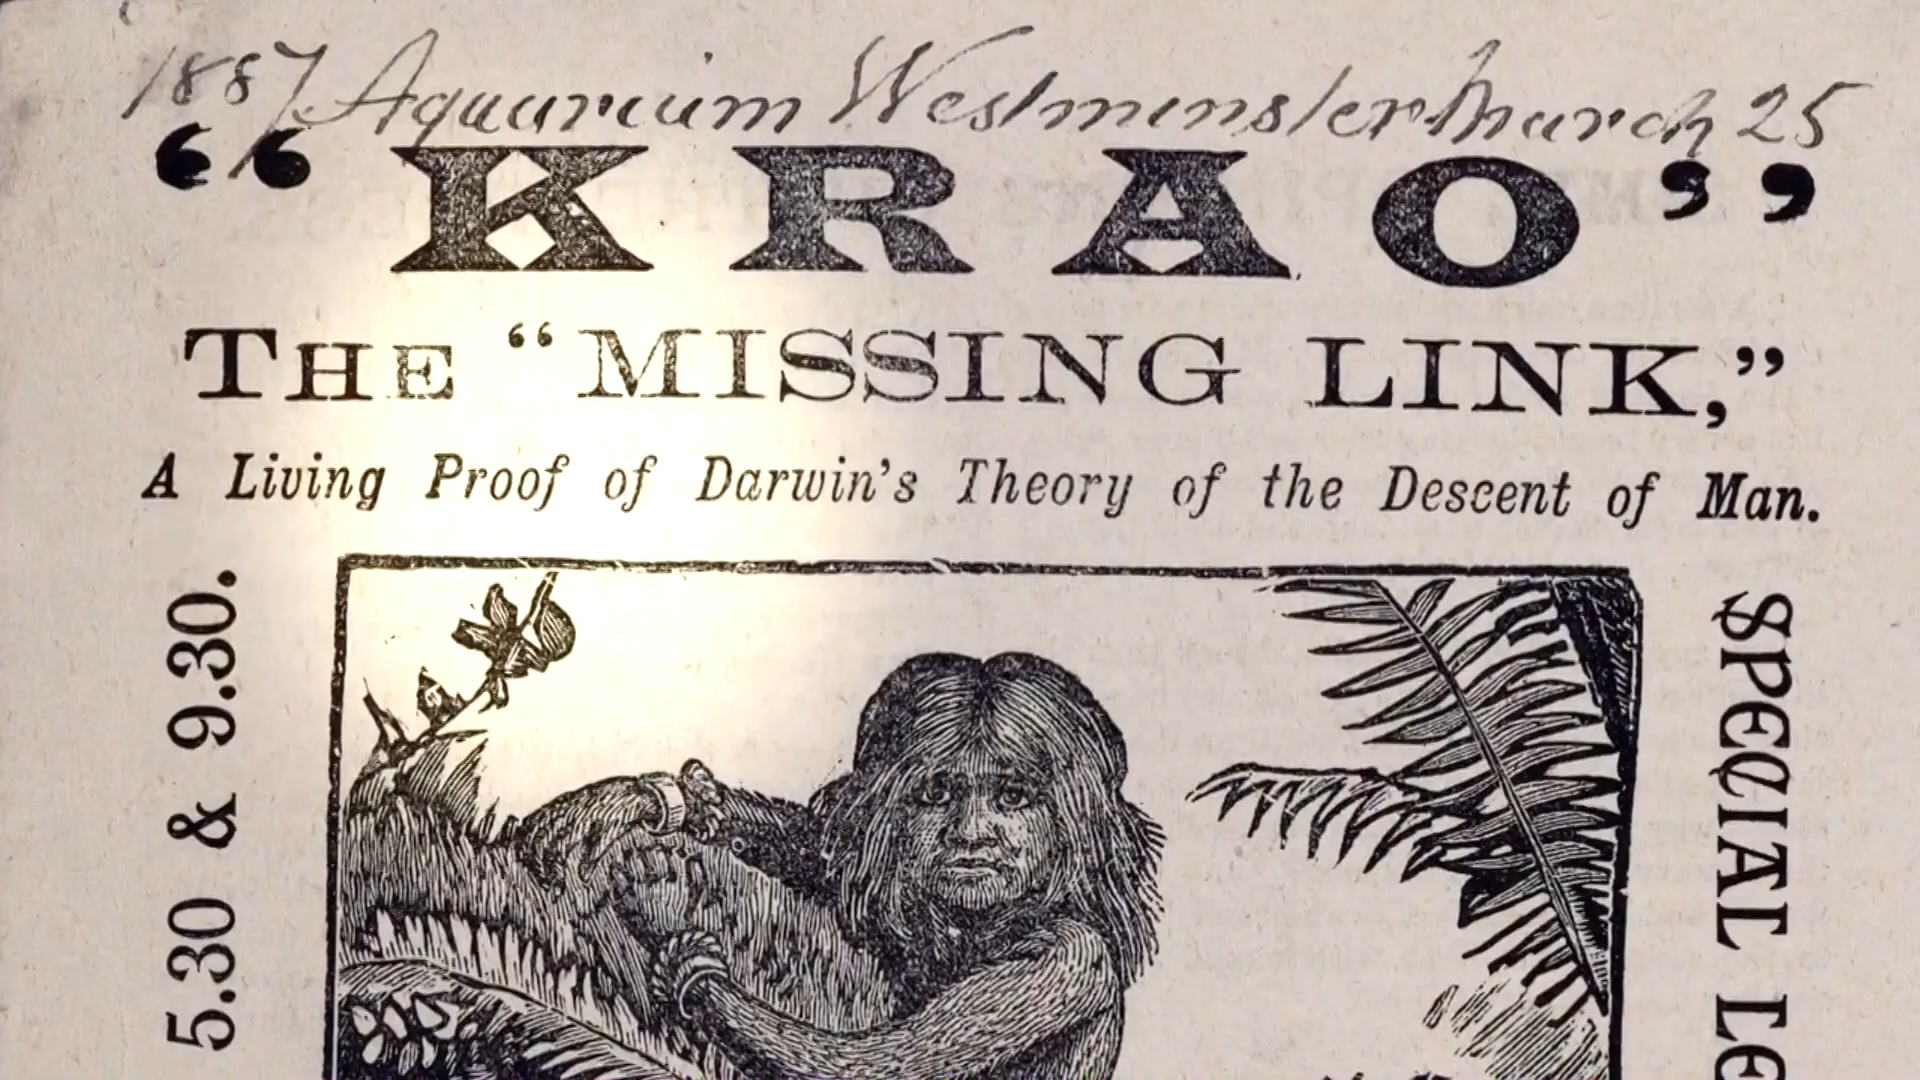 1887 Aquarium Westminster March 25
“KRAO”
THE “MISSING LINK,”
A Living Proof of Darwin's Theory of the Descent of Man.
5.30 & 9.30.
SPECIAL LE